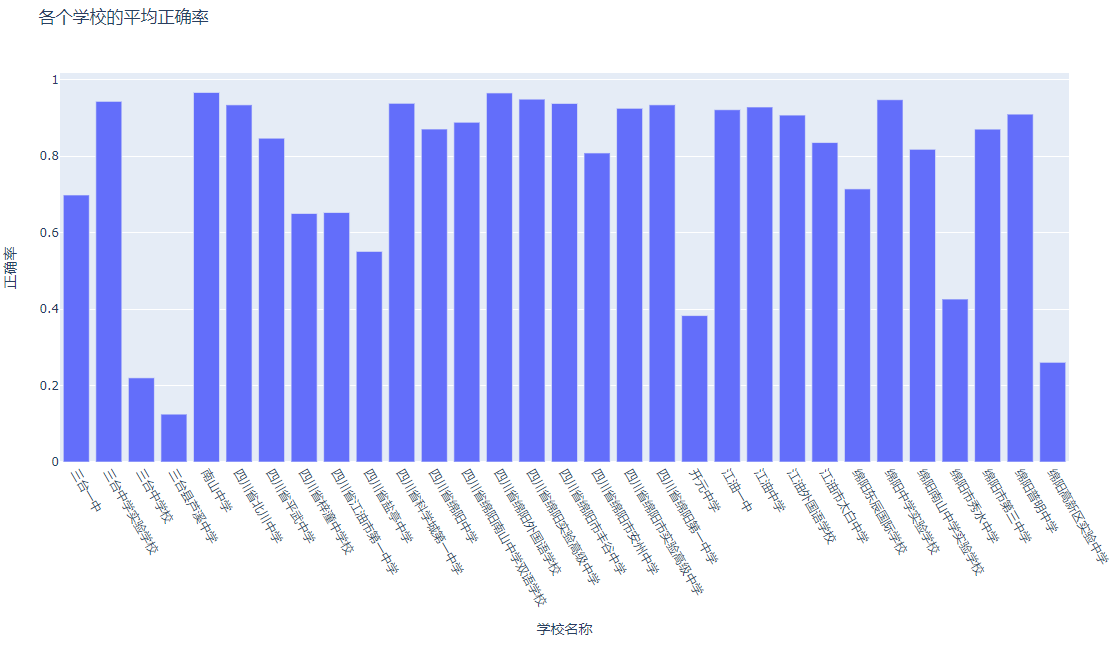 各个学校的平均正确率
1
0.8
0.6
0.4
0.2
0
正确率
三台一中
三台中学实验学校
三台中学校
三台县芦溪中学
南山中学
四川省北川中学
四川省平武中学
四川省梓潼中学校
四川省江油市第一中学
四川省盐亭中学
四川省科学城第一中学
四川省绵阳中学
四川省绵阳南山中学双语学校
四川省绵阳外国语学校
四川省绵阳实验高级中学
四川省绵阳市丰谷中学
四川省绵阳市安州中学
四川省绵阳市实验高级中学
四川省绵阳第一中学
开元中学
江油一中
江油中学
江油外国语学校
江油市太白中学
绵阳东辰国际学校
绵阳中学实验学校
绵阳南山中学实验学校
绵阳市秀水中学
绵阳市第三中学
绵阳普明中学
绵阳高新区实验中学
学校名称